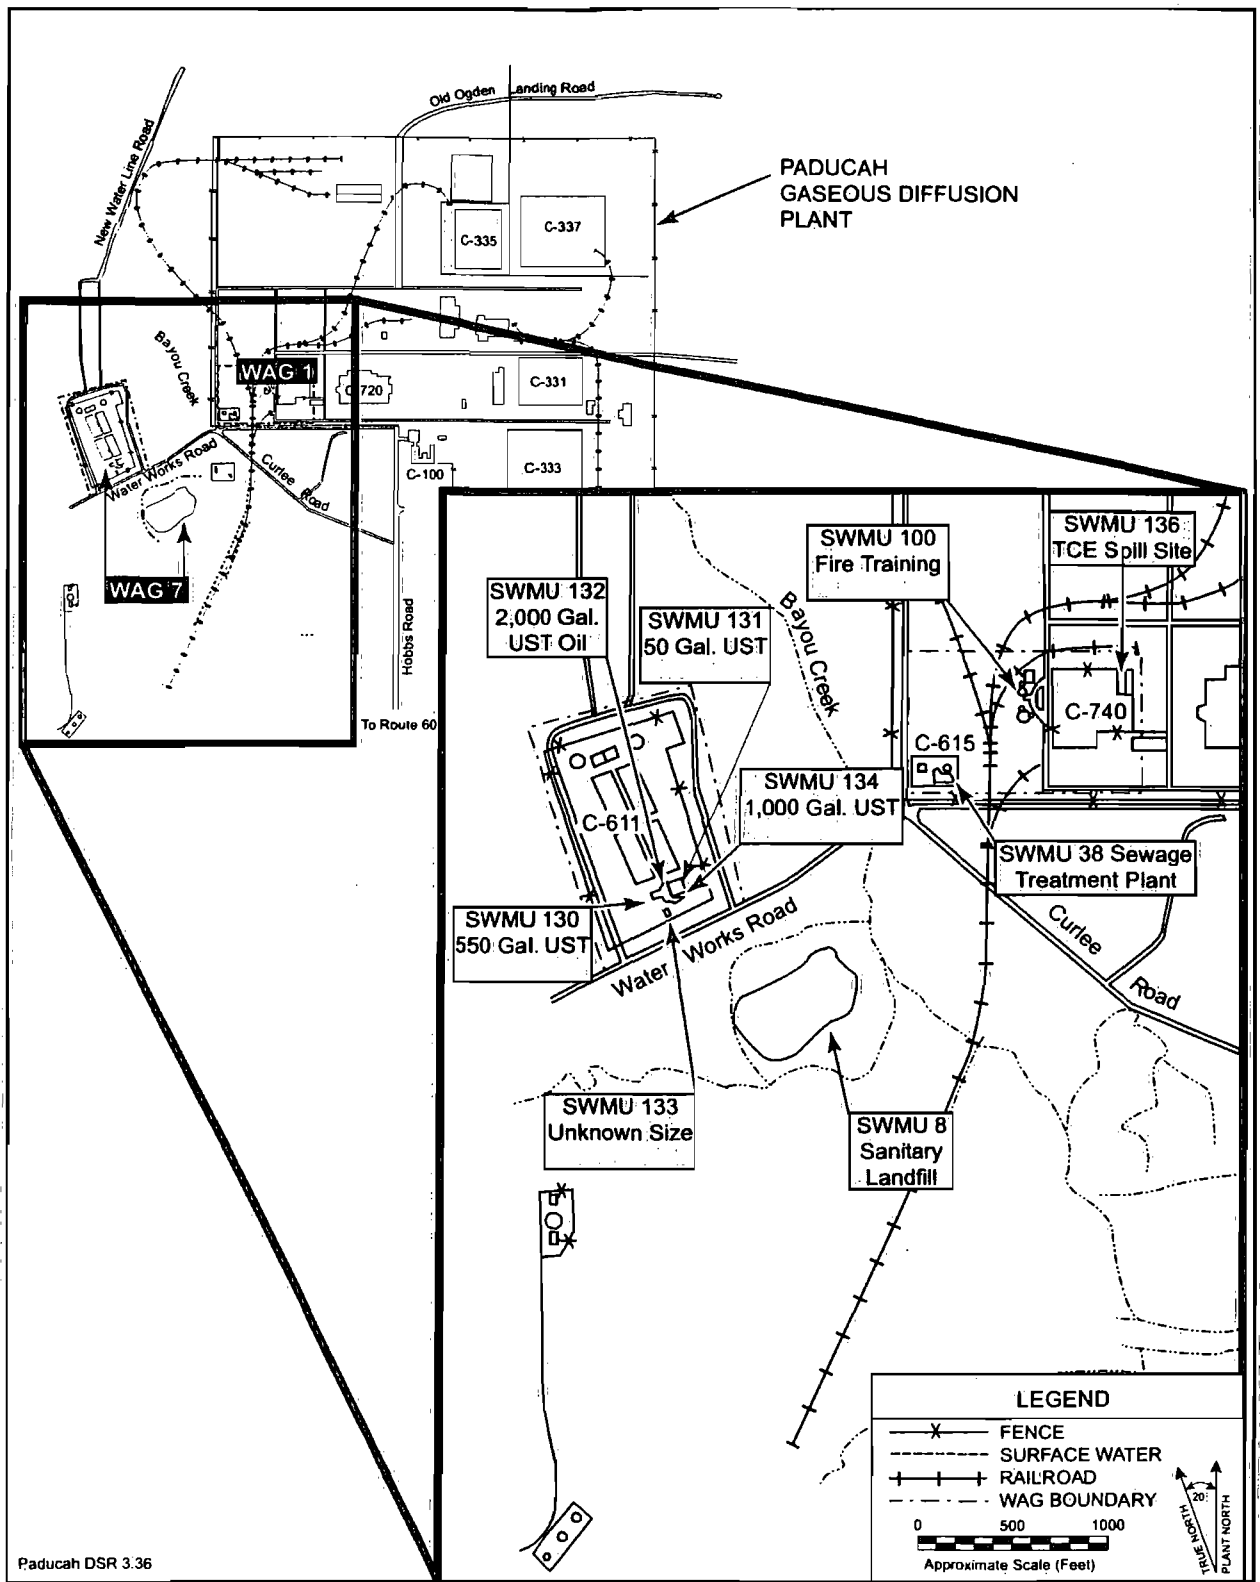 Old Ogden Landing Road
New Water Line Road
PADUCAH
GASEOUS DIFFUSION
PLANT
C-335
C-337
Bayou Creek
WAG 1
C-720
C-331
Water Works Road
Curlee Road
C-100
C-333
WAG 7
Hobbs Road
To Route 60
SWMU 100
Fire Training
SWMU 136
TCE Spill Site
SWMU 132
2,000 Gal.
UST Oil
SWMU 131
50 Gal. UST
Bayou Creek
C-740
C-615
SWMU 134
1,000 Gal. UST
C-611
SWMU 38 Sewage
Treatment Plant
SWMU 130
550 Gal. UST
Water Works Road
Curlee Road
SWMU 133
Unknown Size
SWMU 8
Sanitary
Landfill
LEGEND
FENCE
SURFACE WATER
RAILROAD
WAG BOUNDARY
0 500 1000
Approximate Scale (Feet)
20
TRUE NORTH
PLANT NORTH
Paducah DSR 3.36